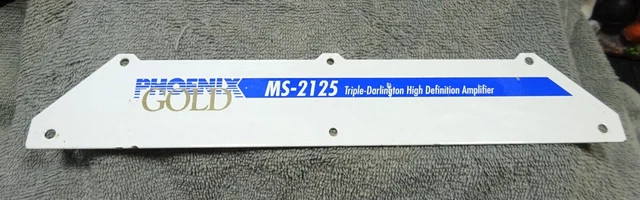 PHOENIX
GOLD
MS-2125 Triple-Darlington High Definition Amplifier